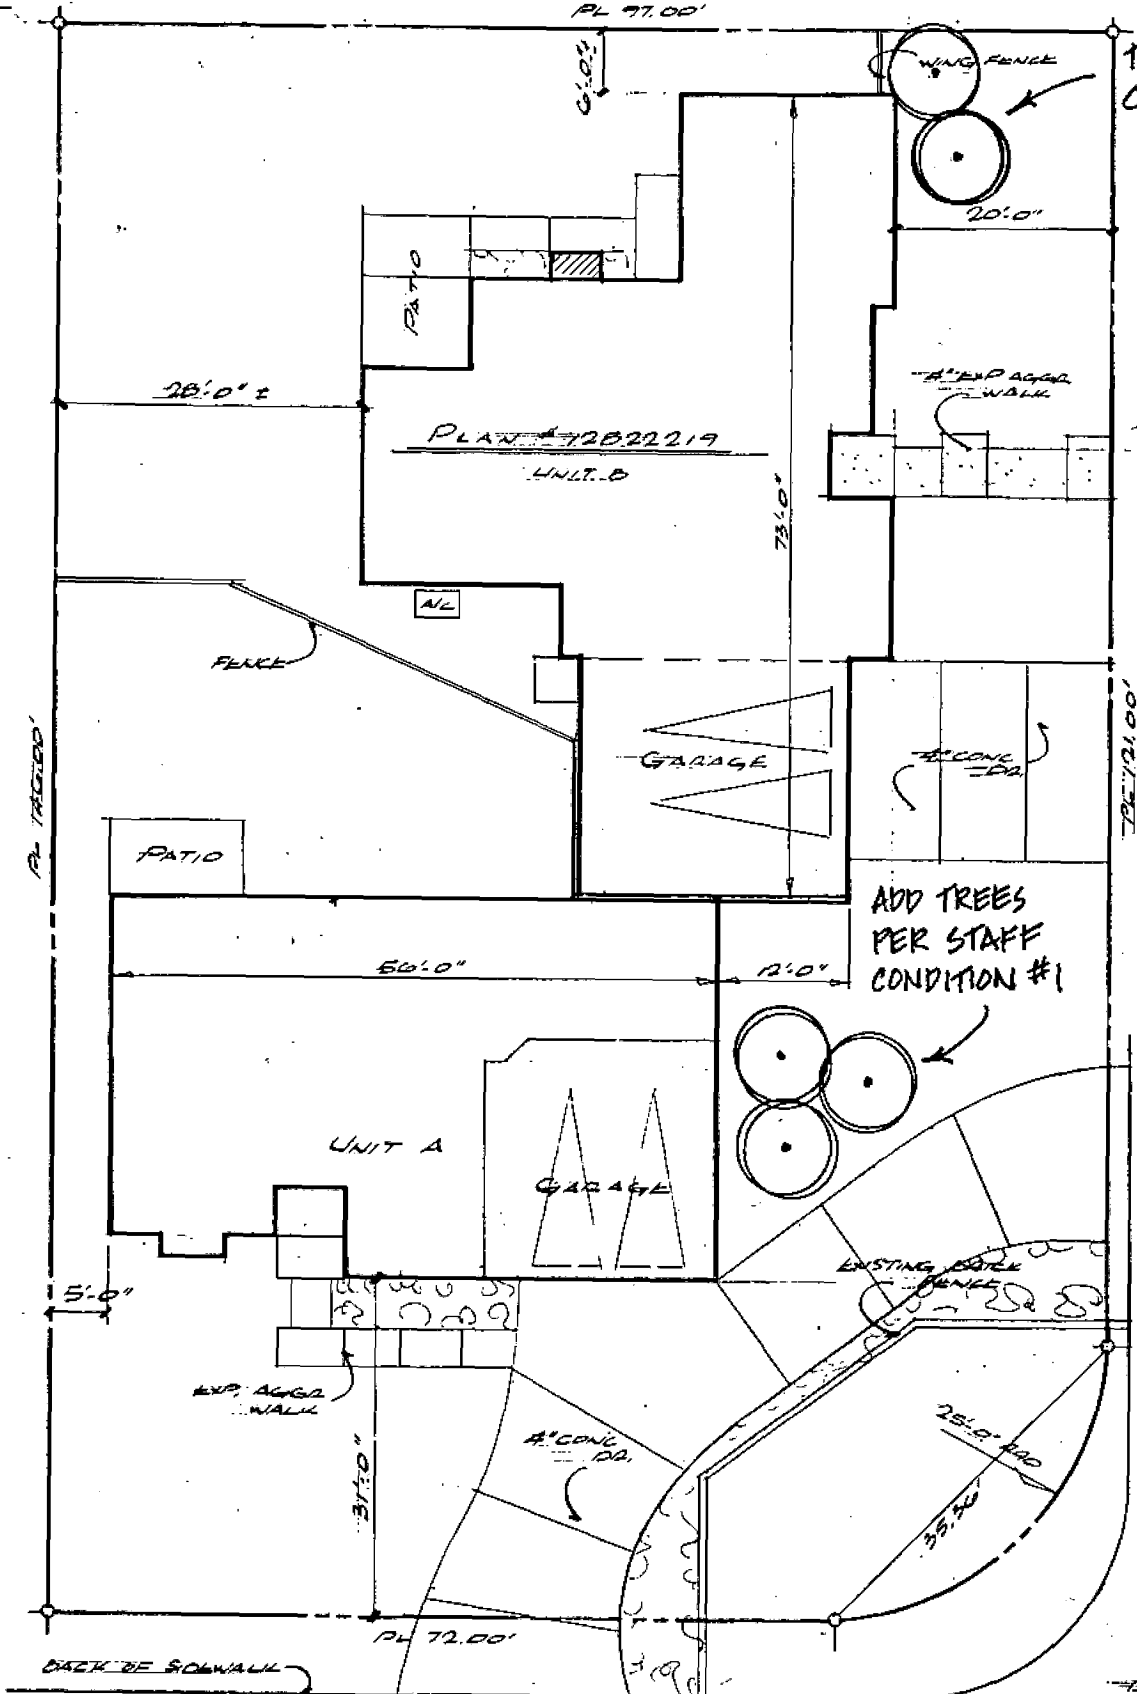 PL 97.00'
6'-0"
WING FENCE
20'-0"
PATIO
28'-0" ±
4" EXP AGGR
WALK
PLAN #72822219
UNIT B
73'-0"
A/C
FENCE
PL 146.00'
GARAGE
4" CONC
DR.
PL 121.00'
PATIO
ADD TREES
PER STAFF
CONDITION #1
56'-0"
12'-0"
UNIT A
GARAGE
EXISTING BRICK
FENCE
5'-0"
EXP. AGGR
WALK
31'-0"
4" CONC
DR.
25'-0" RAD
35.36'
PL 72.00'
BACK OF SIDEWALK